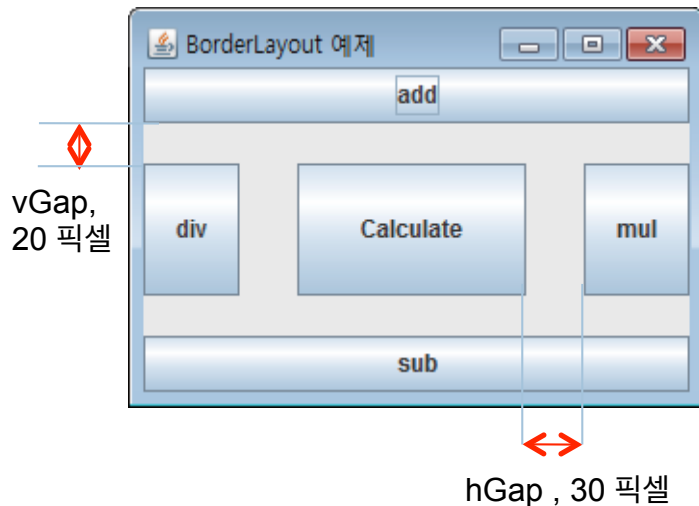 BorderLayout 예제
add
vGap,
20 픽셀
div
Calculate
mul
sub
hGap , 30 픽셀